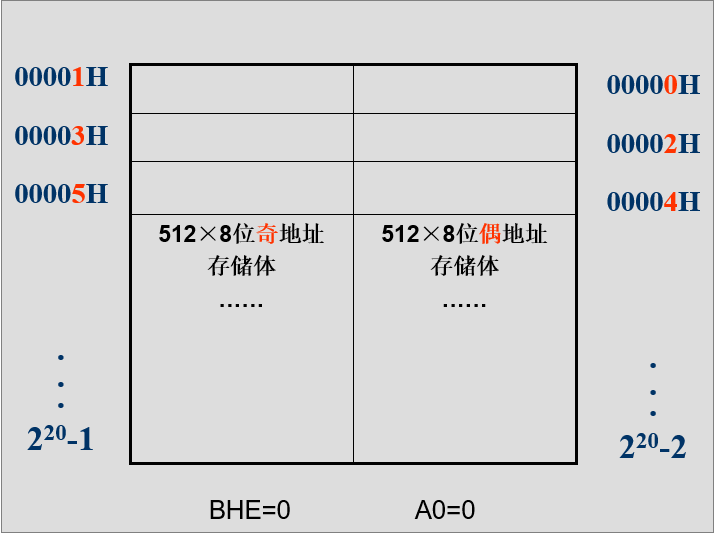 00001H
00000H
00003H
00002H
00005H
00004H
512×8位奇地址
存储体
……
512×8位偶地址
存储体
……
2²⁰-1
2²⁰-2
BHE=0
A0=0